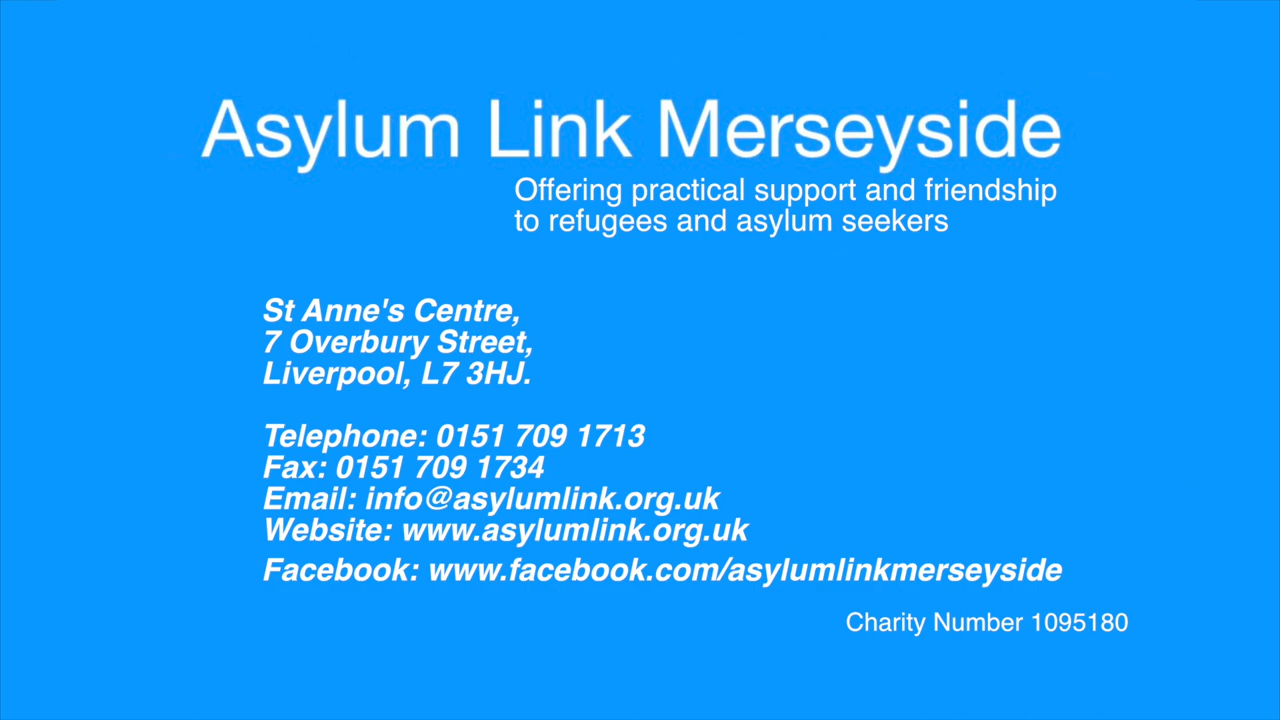 Asylum Link Merseyside
Offering practical support and friendship
to refugees and asylum seekers
St Anne's Centre,
7 Overbury Street,
Liverpool, L7 3HJ.
Telephone: 0151 709 1713
Fax: 0151 709 1734
Email: info@asylumlink.org.uk
Website: www.asylumlink.org.uk
Facebook: www.facebook.com/asylumlinkmerseyside
Charity Number 1095180